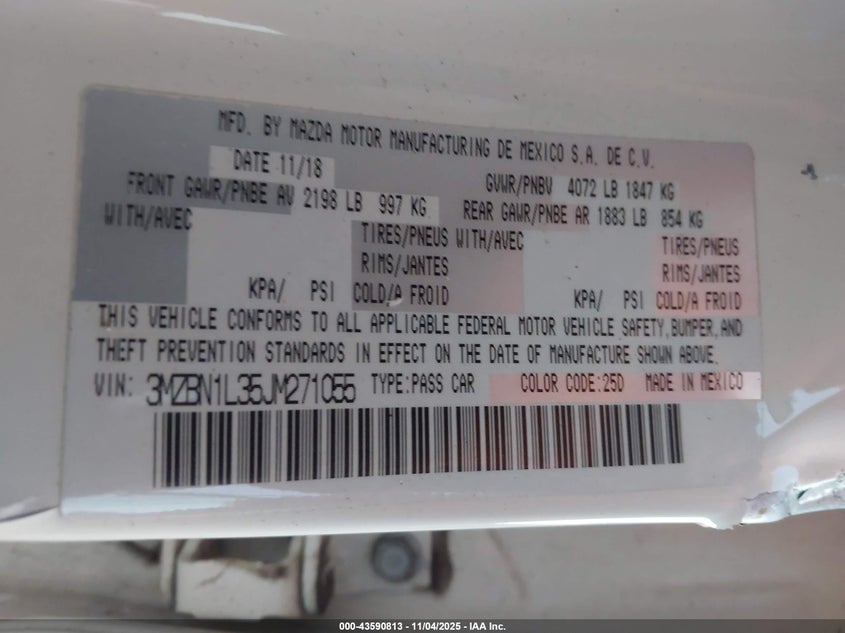 MFD. BY MAZDA MOTOR MANUFACTURING DE MEXICO S.A. DE C.V.
DATE 11/18 GVWR/PNBV 4072 LB 1847 KG
FRONT GAWR/PNBE AV 2198 LB 997 KG REAR GAWR/PNBE AR 1883 LB 854 KG
WITH/AVEC TIRES/PNEUS WITH/AVEC TIRES/PNEUS
RIMS/JANTES RIMS/JANTES
KPA/ PSI COLD/A FROID KPA/ PSI COLD/A FROID
THIS VEHICLE CONFORMS TO ALL APPLICABLE FEDERAL MOTOR VEHICLE SAFETY, BUMPER, AND
THEFT PREVENTION STANDARDS IN EFFECT ON THE DATE OF MANUFACTURE SHOWN ABOVE.
VIN: 3MZBN1L35JM271055 TYPE:PASS CAR COLOR CODE:25D MADE IN MEXICO
000-43590813 - 11/04/2025 - IAA Inc.